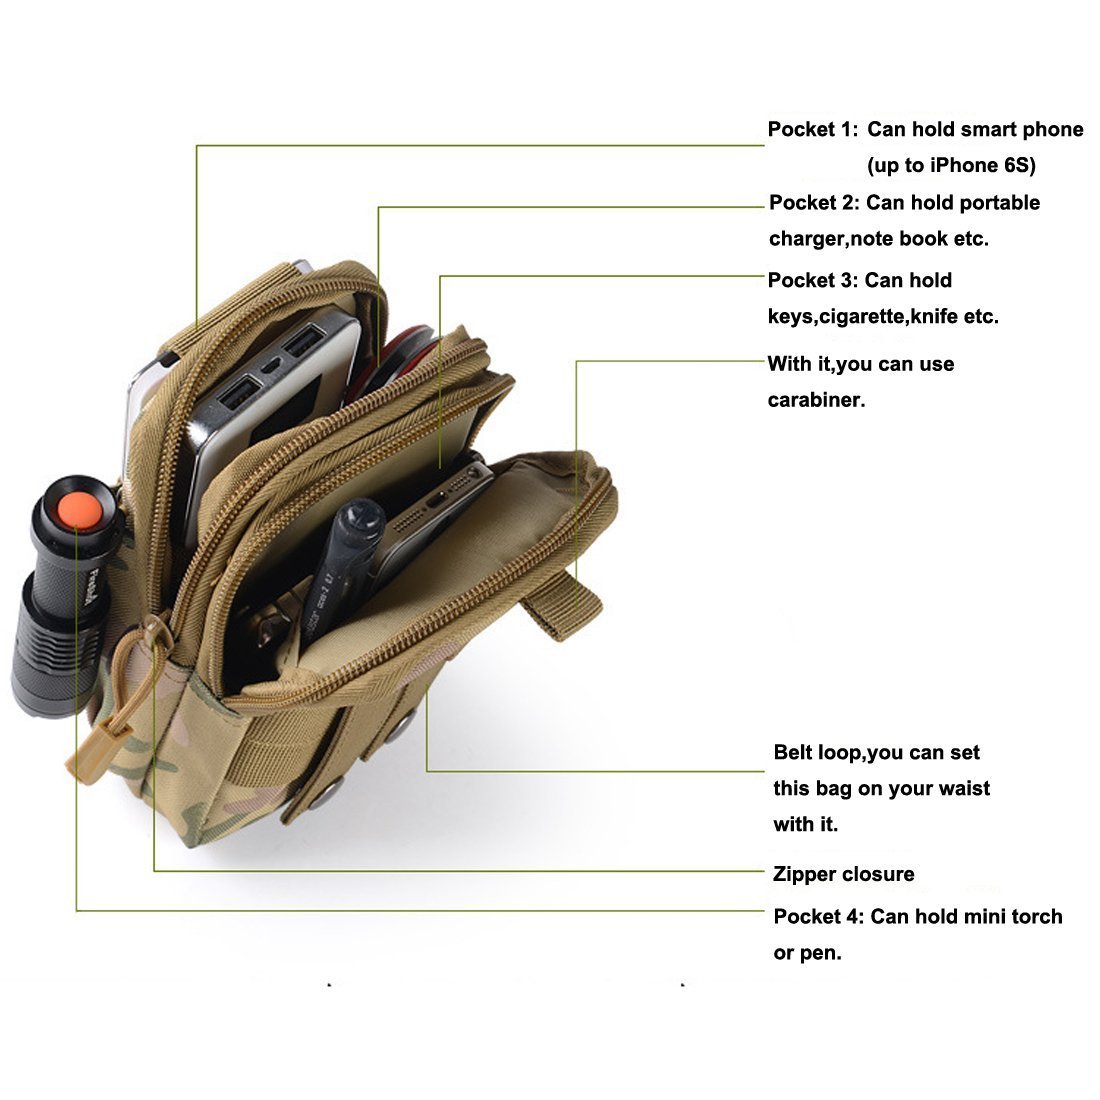 Pocket 1: Can hold smart phone
(up to iPhone 6S)
Pocket 2: Can hold portable
charger,note book etc.
Pocket 3: Can hold
keys,cigarette,knife etc.
With it,you can use
carabiner.
Belt loop,you can set
this bag on your waist
with it.
Zipper closure
Pocket 4: Can hold mini torch
or pen.